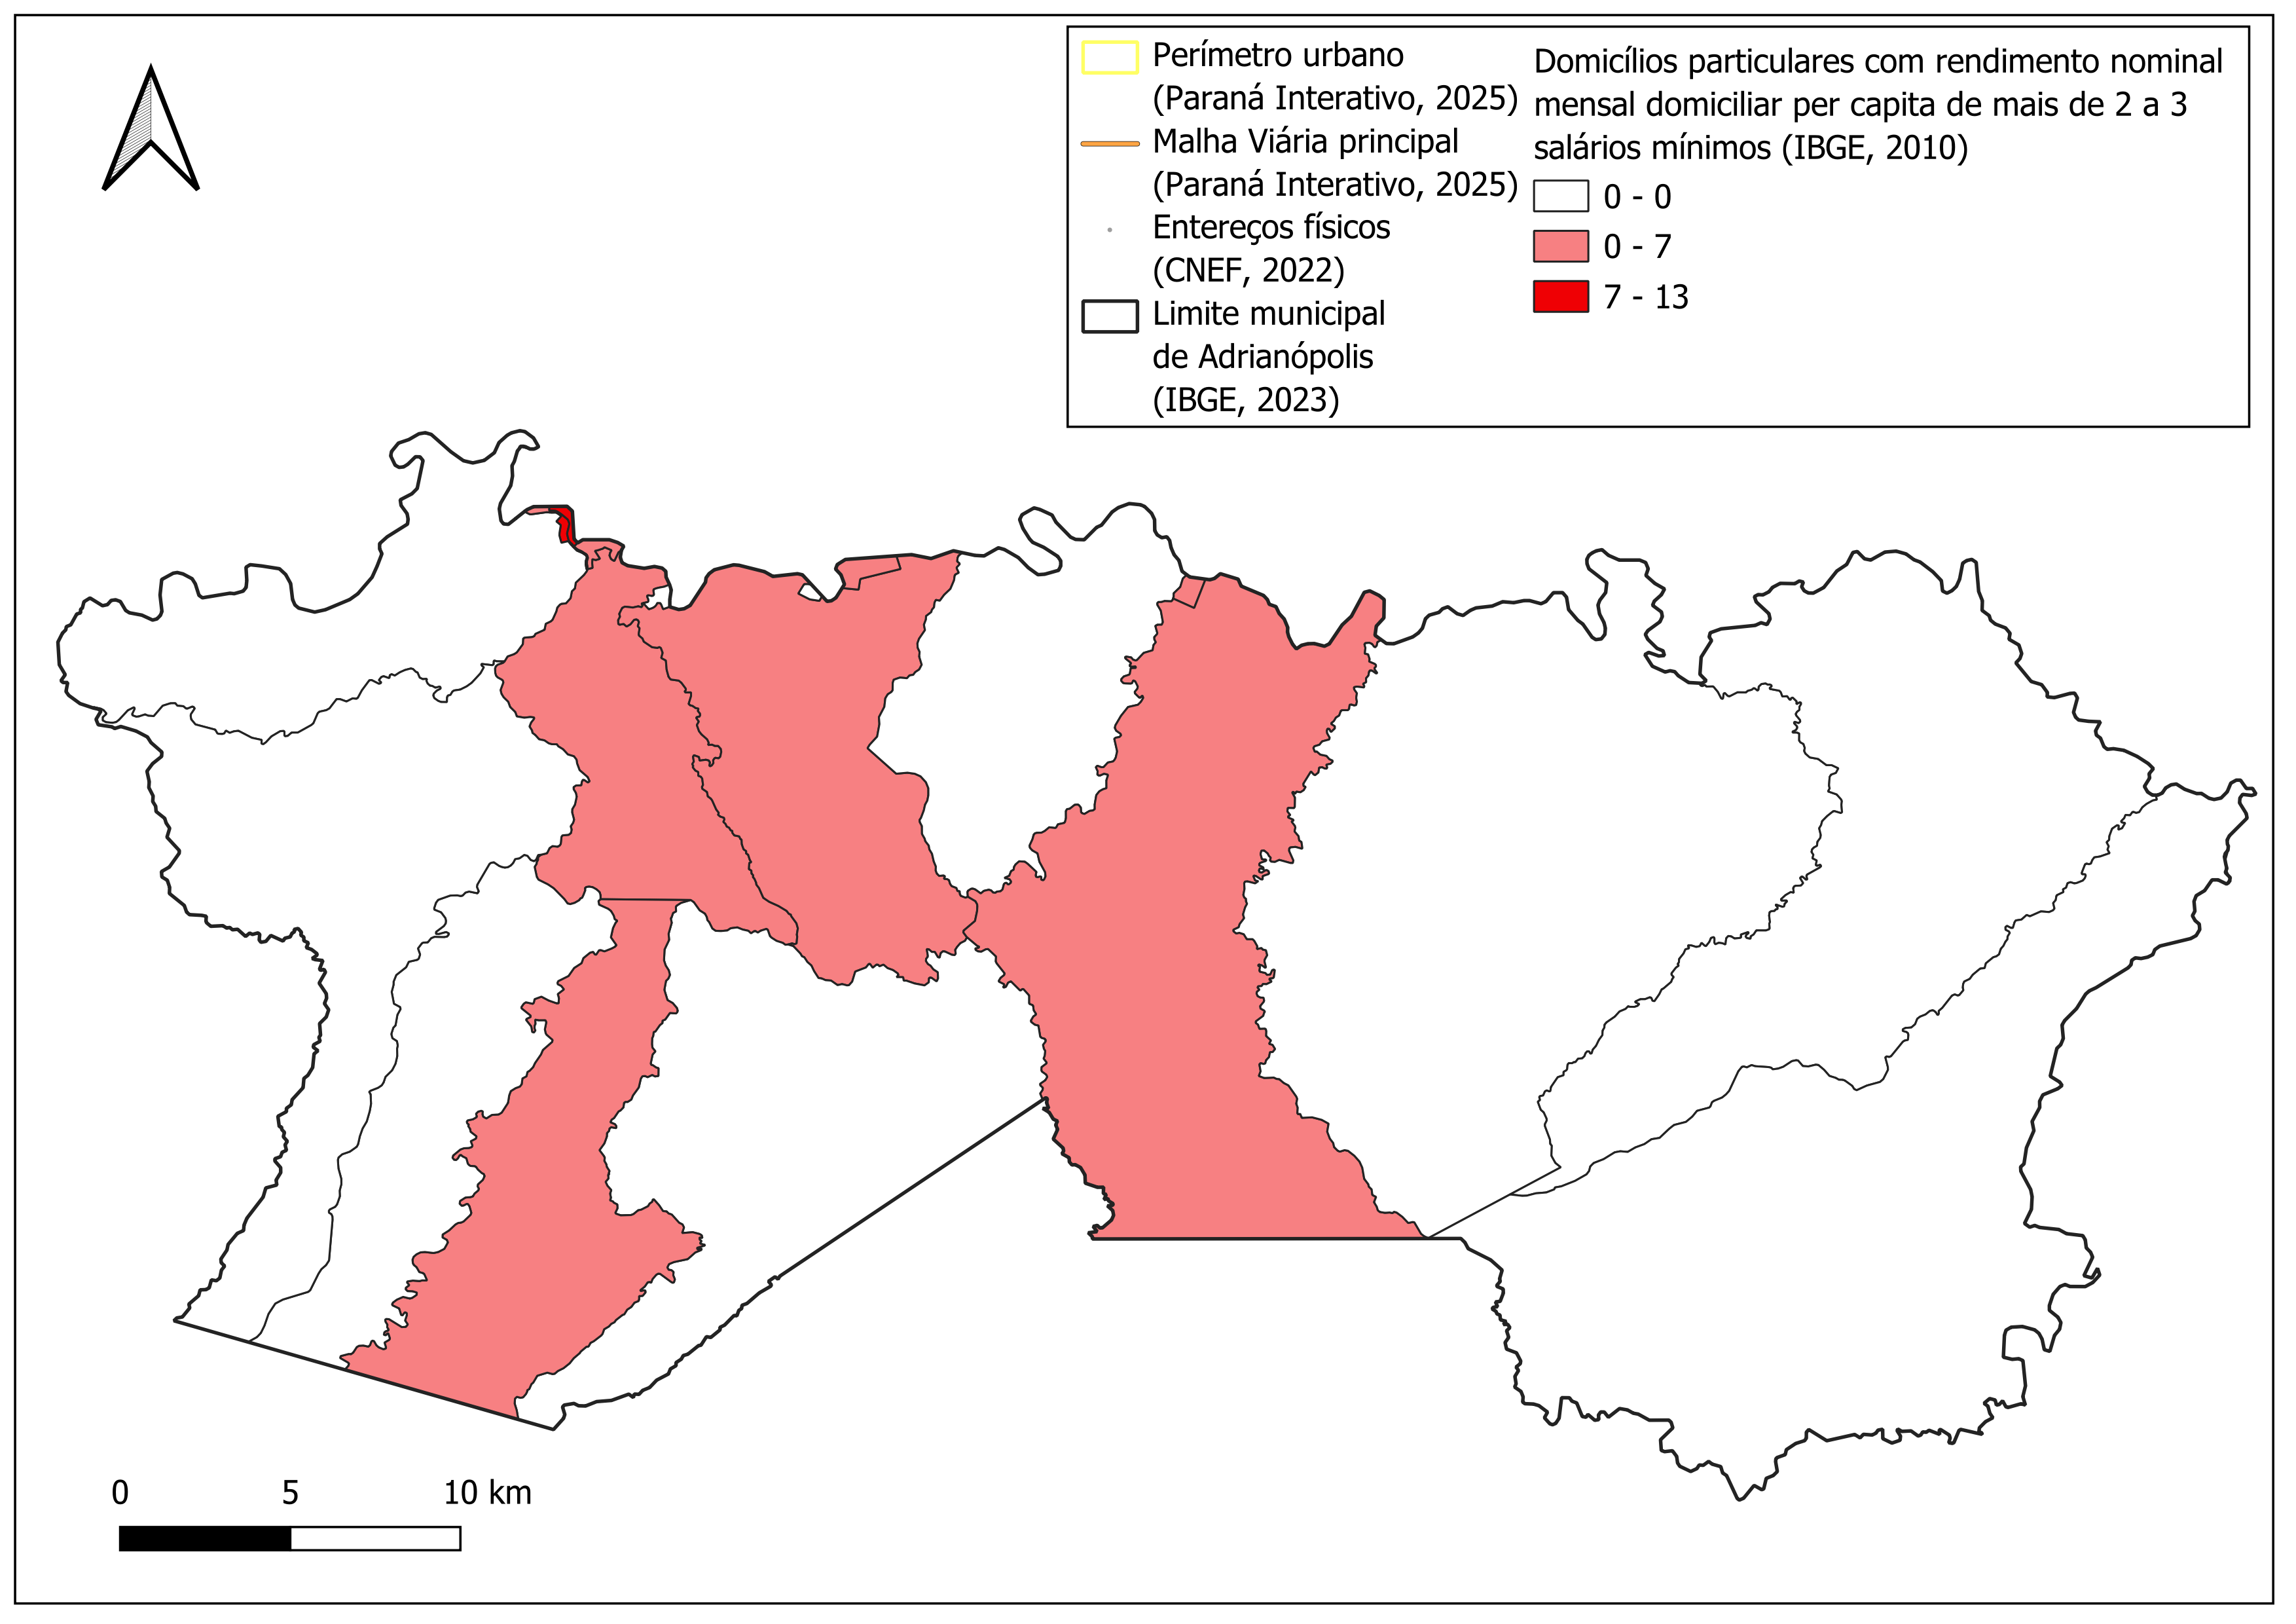 Perímetro urbano
(Paraná Interativo, 2025)
Malha Viária principal
(Paraná Interativo, 2025)
Entereços físicos
(CNEF, 2022)
Limite municipal
de Adrianópolis
(IBGE, 2023)
Domicílios particulares com rendimento nominal
mensal domiciliar per capita de mais de 2 a 3
salários mínimos (IBGE, 2010)
0 - 0
0 - 7
7 - 13
0 5 10 km